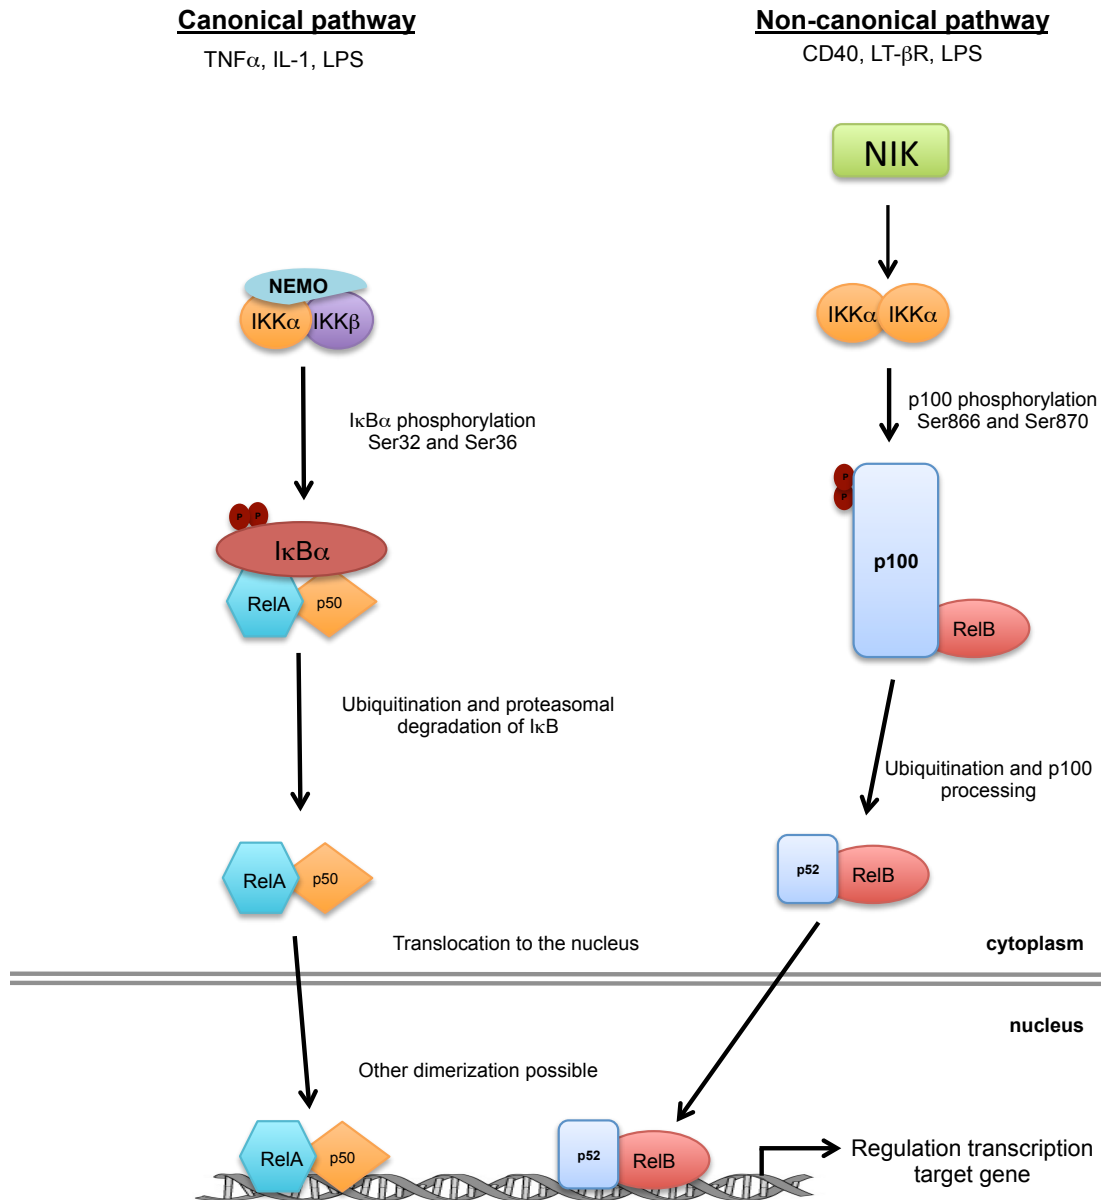 Canonical pathway
TNFα, IL-1, LPS
NEMO
IKKα
IKKβ
IκBα phosphorylation
Ser32 and Ser36
P
P
IκBα
RelA
p50
Ubiquitination and proteasomal
degradation of IκB
RelA
p50
Non-canonical pathway
CD40, LT-βR, LPS
NIK
IKKα
IKKα
p100 phosphorylation
Ser866 and Ser870
P
P
p100
RelB
Ubiquitination and p100
processing
p52
RelB
Translocation to the nucleus
cytoplasm
nucleus
Other dimerization possible
RelA
p50
p52
RelB
Regulation transcription
target gene